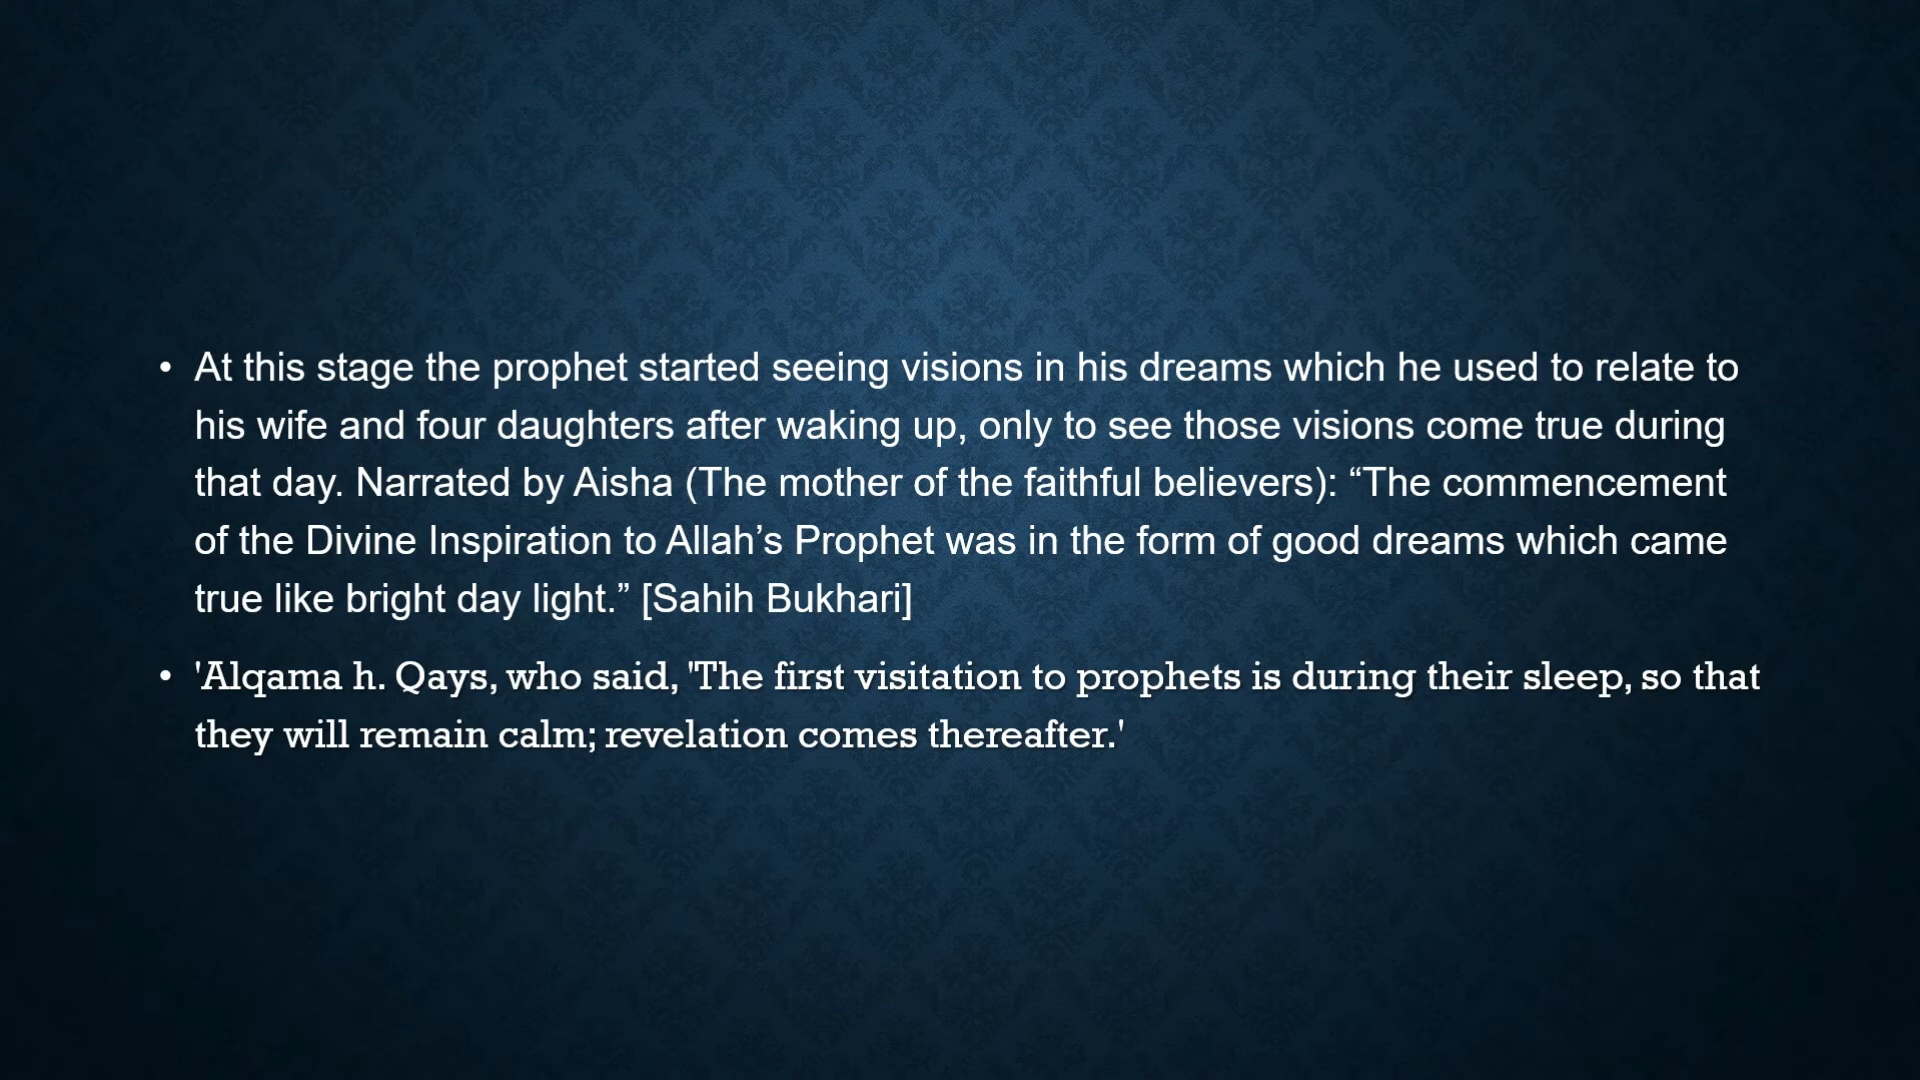 • At this stage the prophet started seeing visions in his dreams which he used to relate to
his wife and four daughters after waking up, only to see those visions come true during
that day. Narrated by Aisha (The mother of the faithful believers): “The commencement
of the Divine Inspiration to Allah’s Prophet was in the form of good dreams which came
true like bright day light.” [Sahih Bukhari]
• 'Alqama h. Qays, who said, 'The first visitation to prophets is during their sleep, so that
they will remain calm; revelation comes thereafter.'